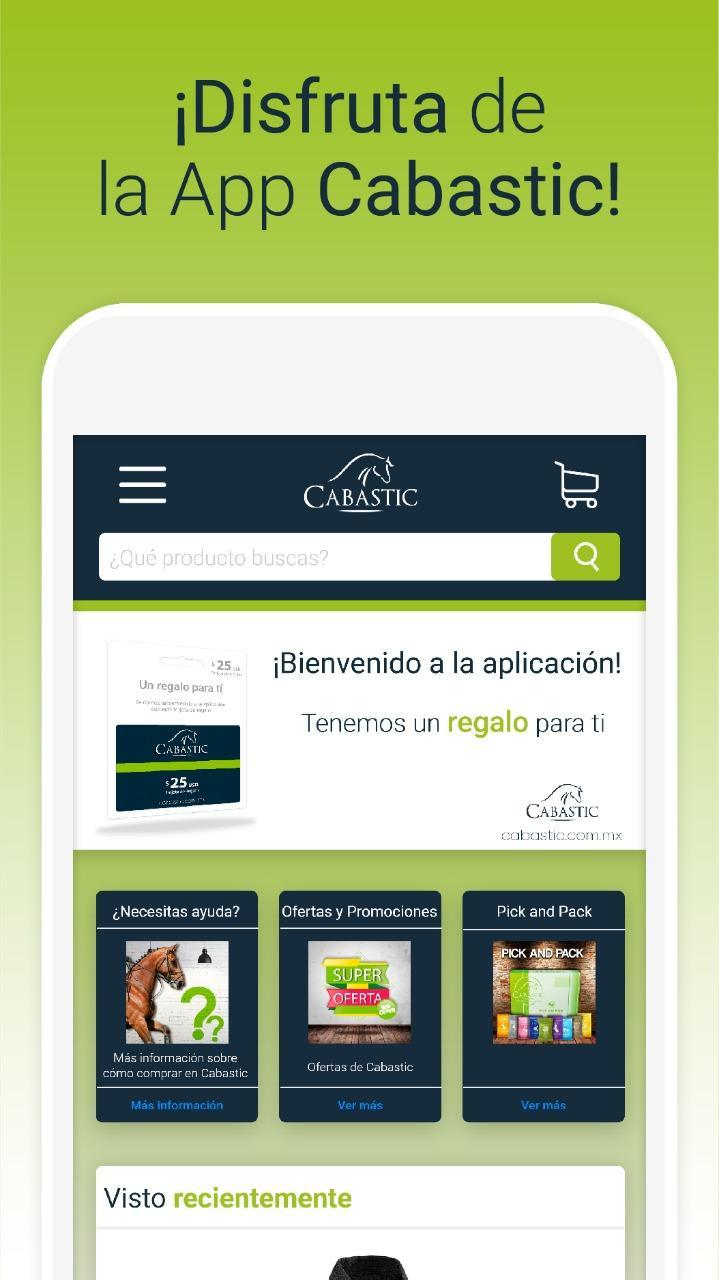 ¡Disfruta de
la App Cabastic!
CABASTIC
¿Qué producto buscas?
$25
Un regalo para tí
CABASTIC
$25 USD
¡Bienvenido a la aplicación!
Tenemos un regalo para ti
CABASTIC
cabastic.com.mx
¿Necesitas ayuda?
??
Más información sobre
cómo comprar en Cabastic
Más información
Ofertas y Promociones
SUPER
OFERTA
Ofertas de Cabastic
Ver más
Pick and Pack
PICK AND PACK
Ver más
Visto recientemente